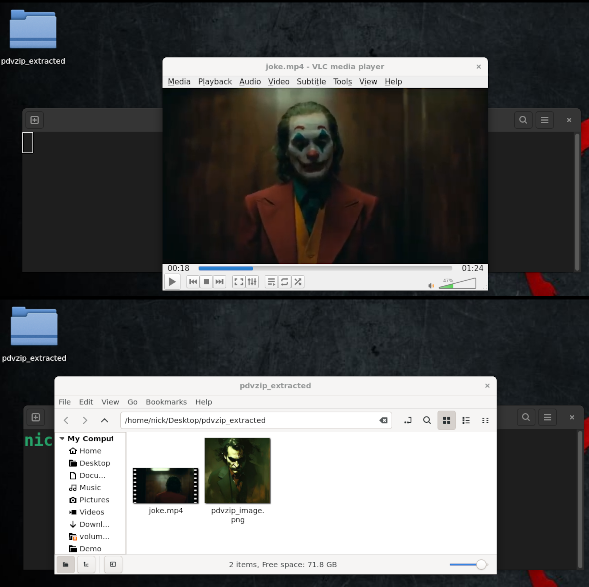 pdvzip_extracted
joke.mp4 - VLC media player
Media Playback Audio Video Subtitle Tools View Help
00:18
01:24
47%
pdvzip_extracted
pdvzip_extracted
File Edit View Go Bookmarks Help
/home/nick/Desktop/pdvzip_extracted
nic
My Comput
Home
Desktop
Docu...
Music
Pictures
Videos
Downl...
volum...
Demo
joke.mp4
pdvzip_image.
png
2 items, Free space: 71.8 GB